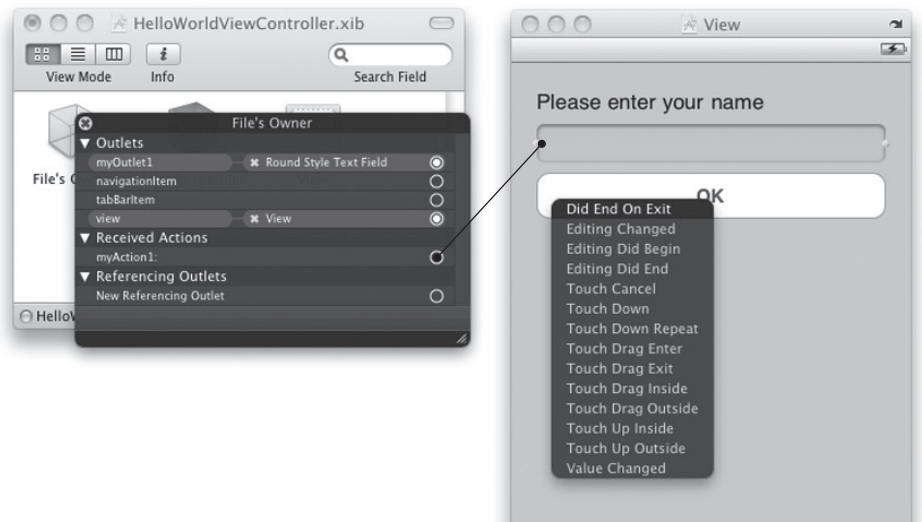 HelloWorldViewController.xib
View Mode
Info
Search Field
File's Owner
Outlets
myOutlet1
Round Style Text Field
navigationItem
tabBarItem
view
View
Received Actions
myAction1:
Referencing Outlets
New Referencing Outlet
File's
View
Please enter your name
OK
Did End On Exit
Editing Changed
Editing Did Begin
Editing Did End
Touch Cancel
Touch Down
Touch Down Repeat
Touch Drag Enter
Touch Drag Exit
Touch Drag Inside
Touch Drag Outside
Touch Up Inside
Touch Up Outside
Value Changed